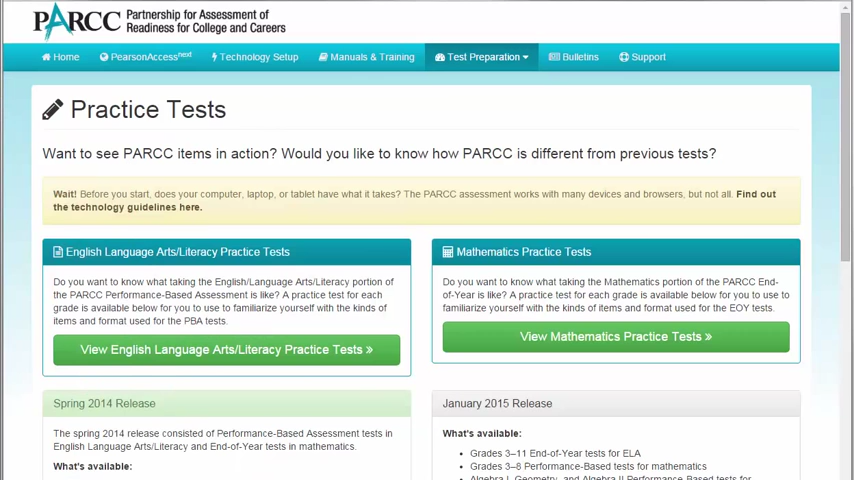 PARCC Partnership for Assessment of
Readiness for College and Careers
Home PearsonAccessnext Technology Setup Manuals & Training Test Preparation Bulletins Support
Practice Tests
Want to see PARCC items in action? Would you like to know how PARCC is different from previous tests?
Wait! Before you start, does your computer, laptop, or tablet have what it takes? The PARCC assessment works with many devices and browsers, but not all. Find out
the technology guidelines here.
English Language Arts/Literacy Practice Tests
Do you want to know what taking the English/Language Arts/Literacy portion of
the PARCC Performance-Based Assessment is like? A practice test for each
grade is available below for you to use to familiarize yourself with the kinds of
items and format used for the PBA tests.
View English Language Arts/Literacy Practice Tests »
Mathematics Practice Tests
Do you want to know what taking the Mathematics portion of the PARCC End-
of-Year is like? A practice test for each grade is available below for you to use to
familiarize yourself with the kinds of items and format used for the EOY tests.
View Mathematics Practice Tests »
Spring 2014 Release
The spring 2014 release consisted of Performance-Based Assessment tests in
English Language Arts/Literacy and End-of-Year tests in mathematics.
What's available:
January 2015 Release
What's available:
• Grades 3–11 End-of-Year tests for ELA
• Grades 3–8 Performance-Based tests for mathematics
• Algebra I, Geometry, and Algebra II Performance-Based tests for